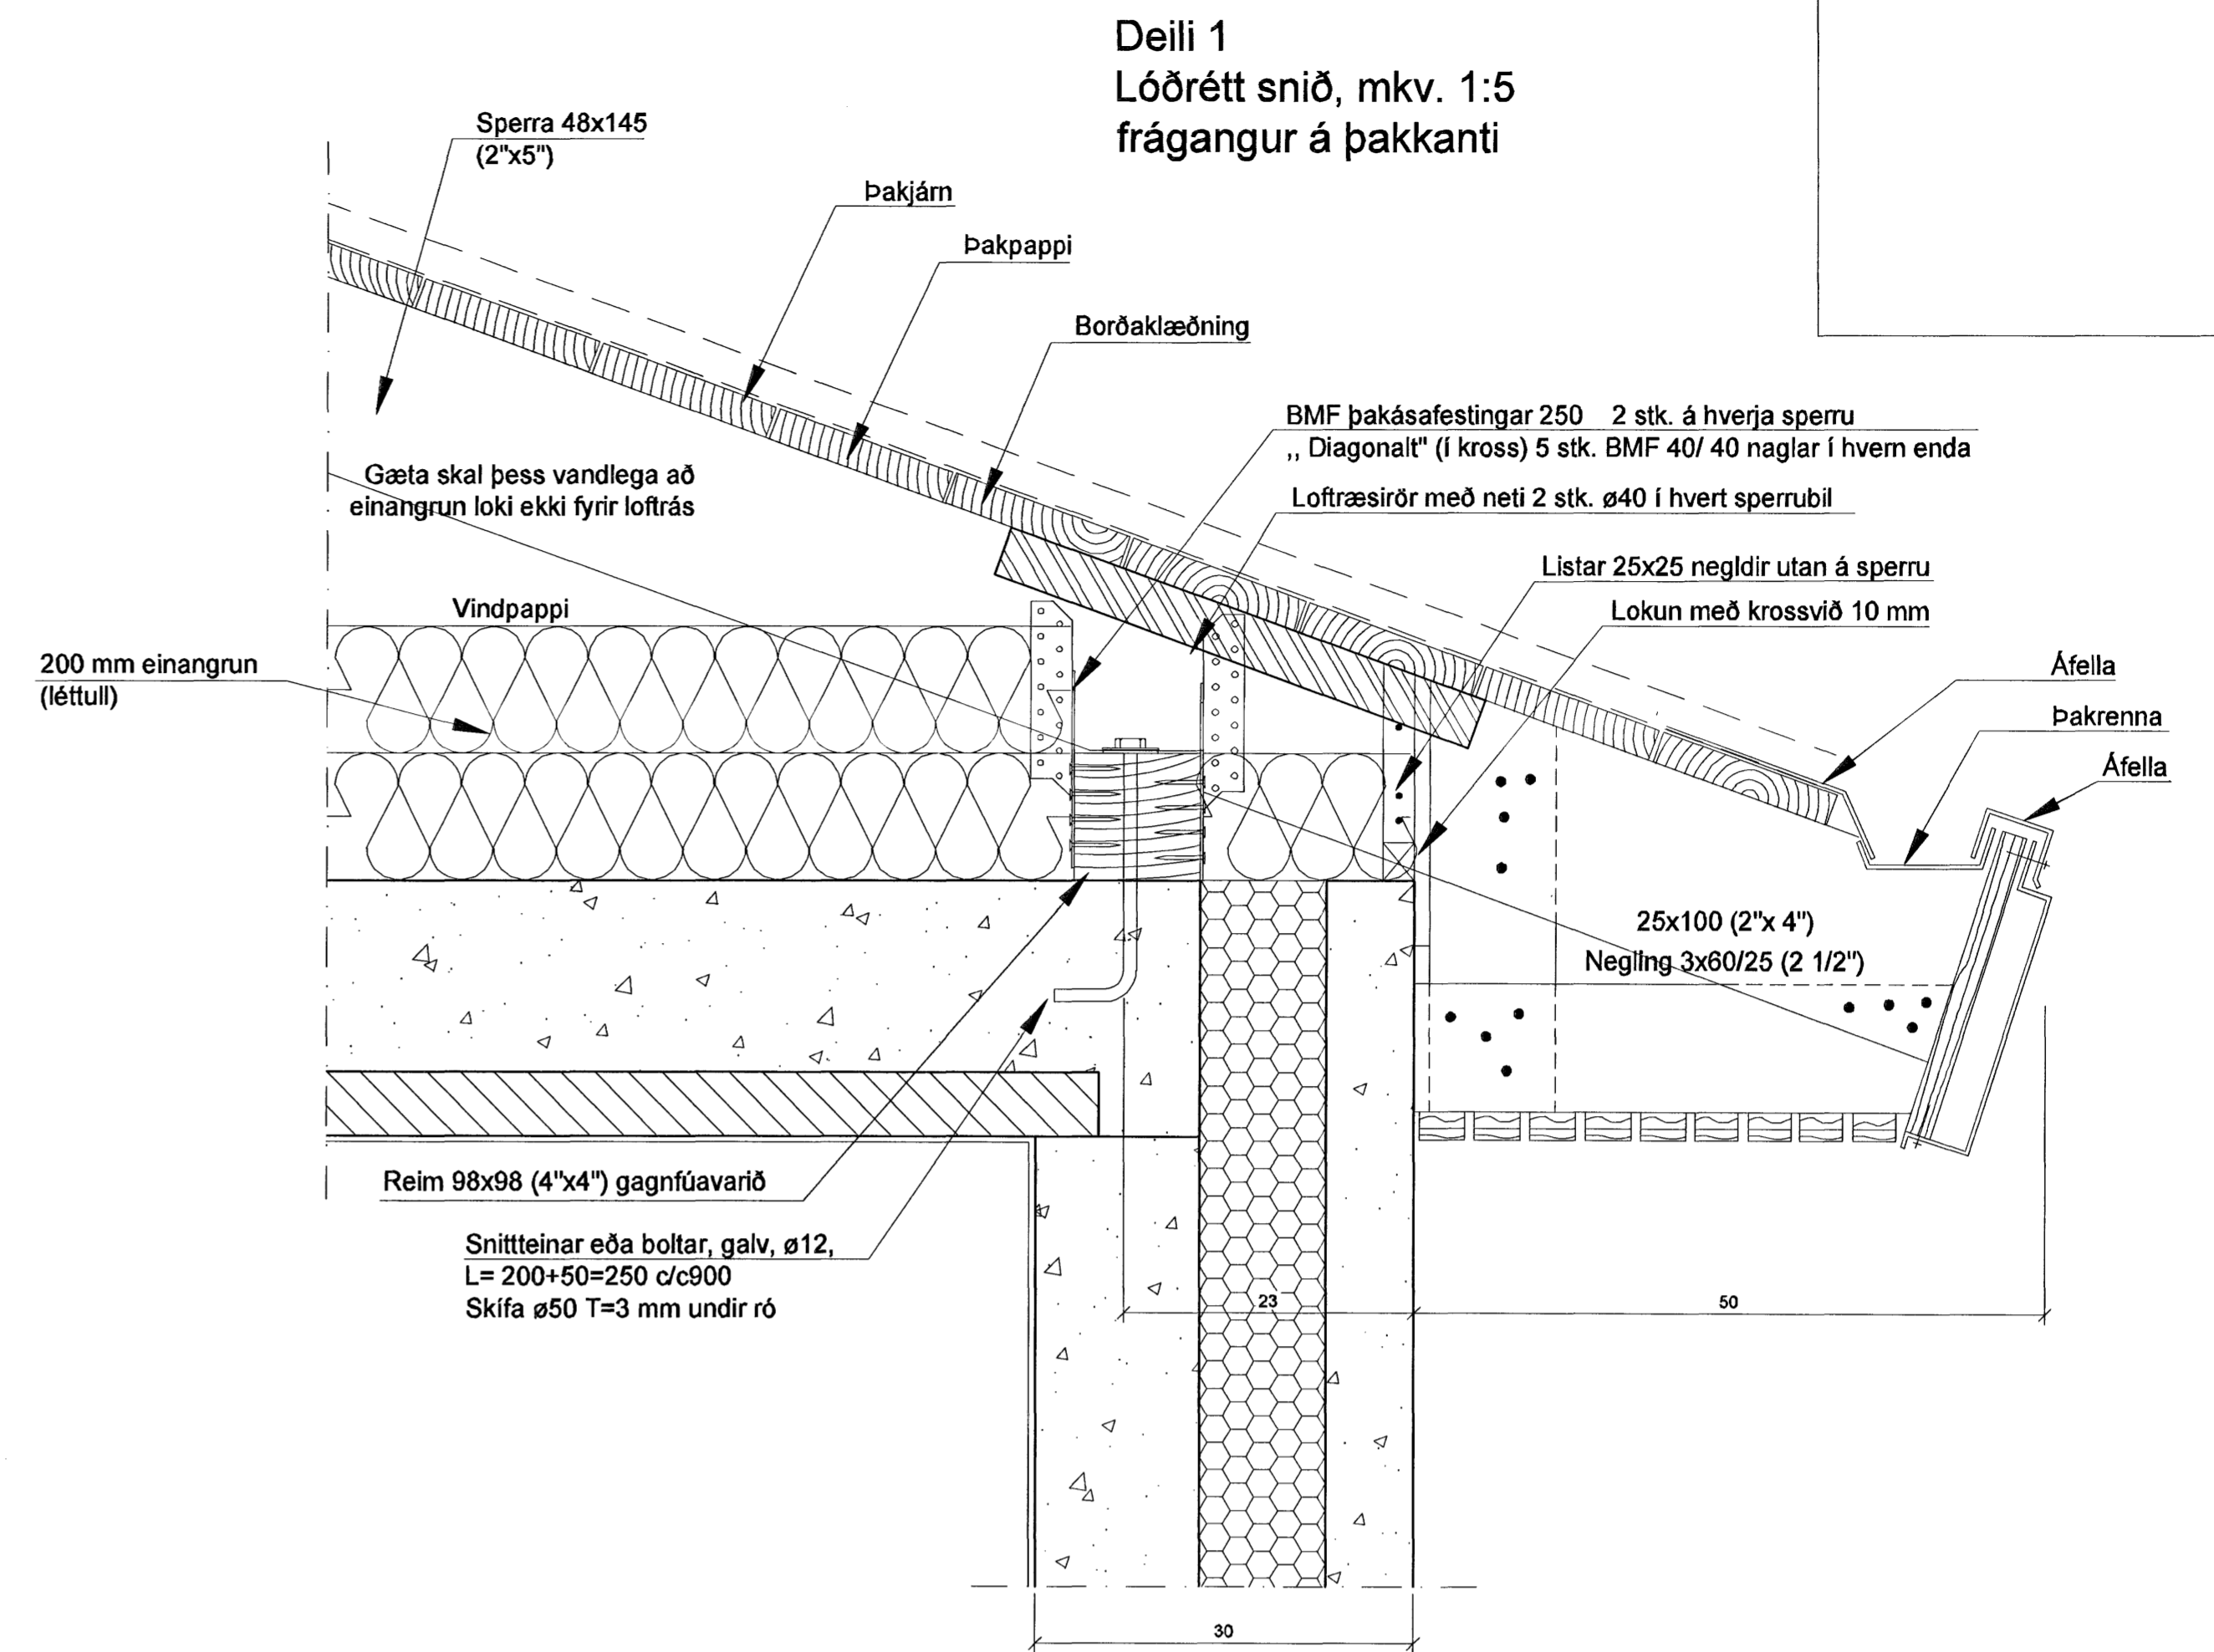 Deili 1
Lóðrétt snið, mkv. 1:5
frágangur á þakkanti
Sperra 48x145
(2"x5")
Þakjárn
Þakpappi
Borðaklæðning
BMF þakásafestingar 250 2 stk. á hverja sperru
,, Diagonalt" (í kross) 5 stk. BMF 40/ 40 naglar í hvern enda
Gæta skal þess vandlega að
einangrun loki ekki fyrir loftrás
Loftræsirör með neti 2 stk. ø40 í hvert sperrubil
Listar 25x25 negldir utan á sperru
Lokun með krossvið 10 mm
Vindpappi
200 mm einangrun
(léttull)
Áfella
Þakrenna
Áfella
25x100 (2"x 4")
Negling 3x60/25 (2 1/2")
Reim 98x98 (4"x4") gagnfúavarið
Snittteinar eða boltar, galv, ø12,
L= 200+50=250 c/c900
Skífa ø50 T=3 mm undir ró
23
50
30